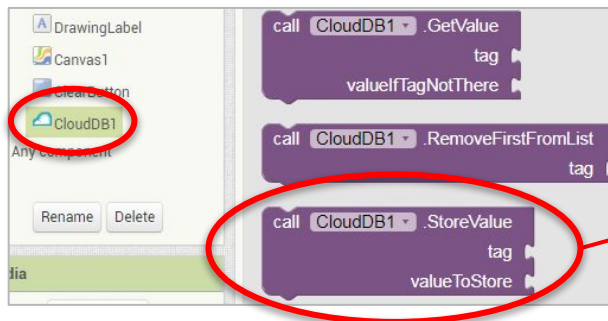 DrawingLabel
Canvas1
ClearButton
CloudDB1
Any component
Rename Delete
dia
call CloudDB1 .GetValue
tag
valueIfTagNotThere
call CloudDB1 .RemoveFirstFromList
tag
call CloudDB1 .StoreValue
tag
valueToStore